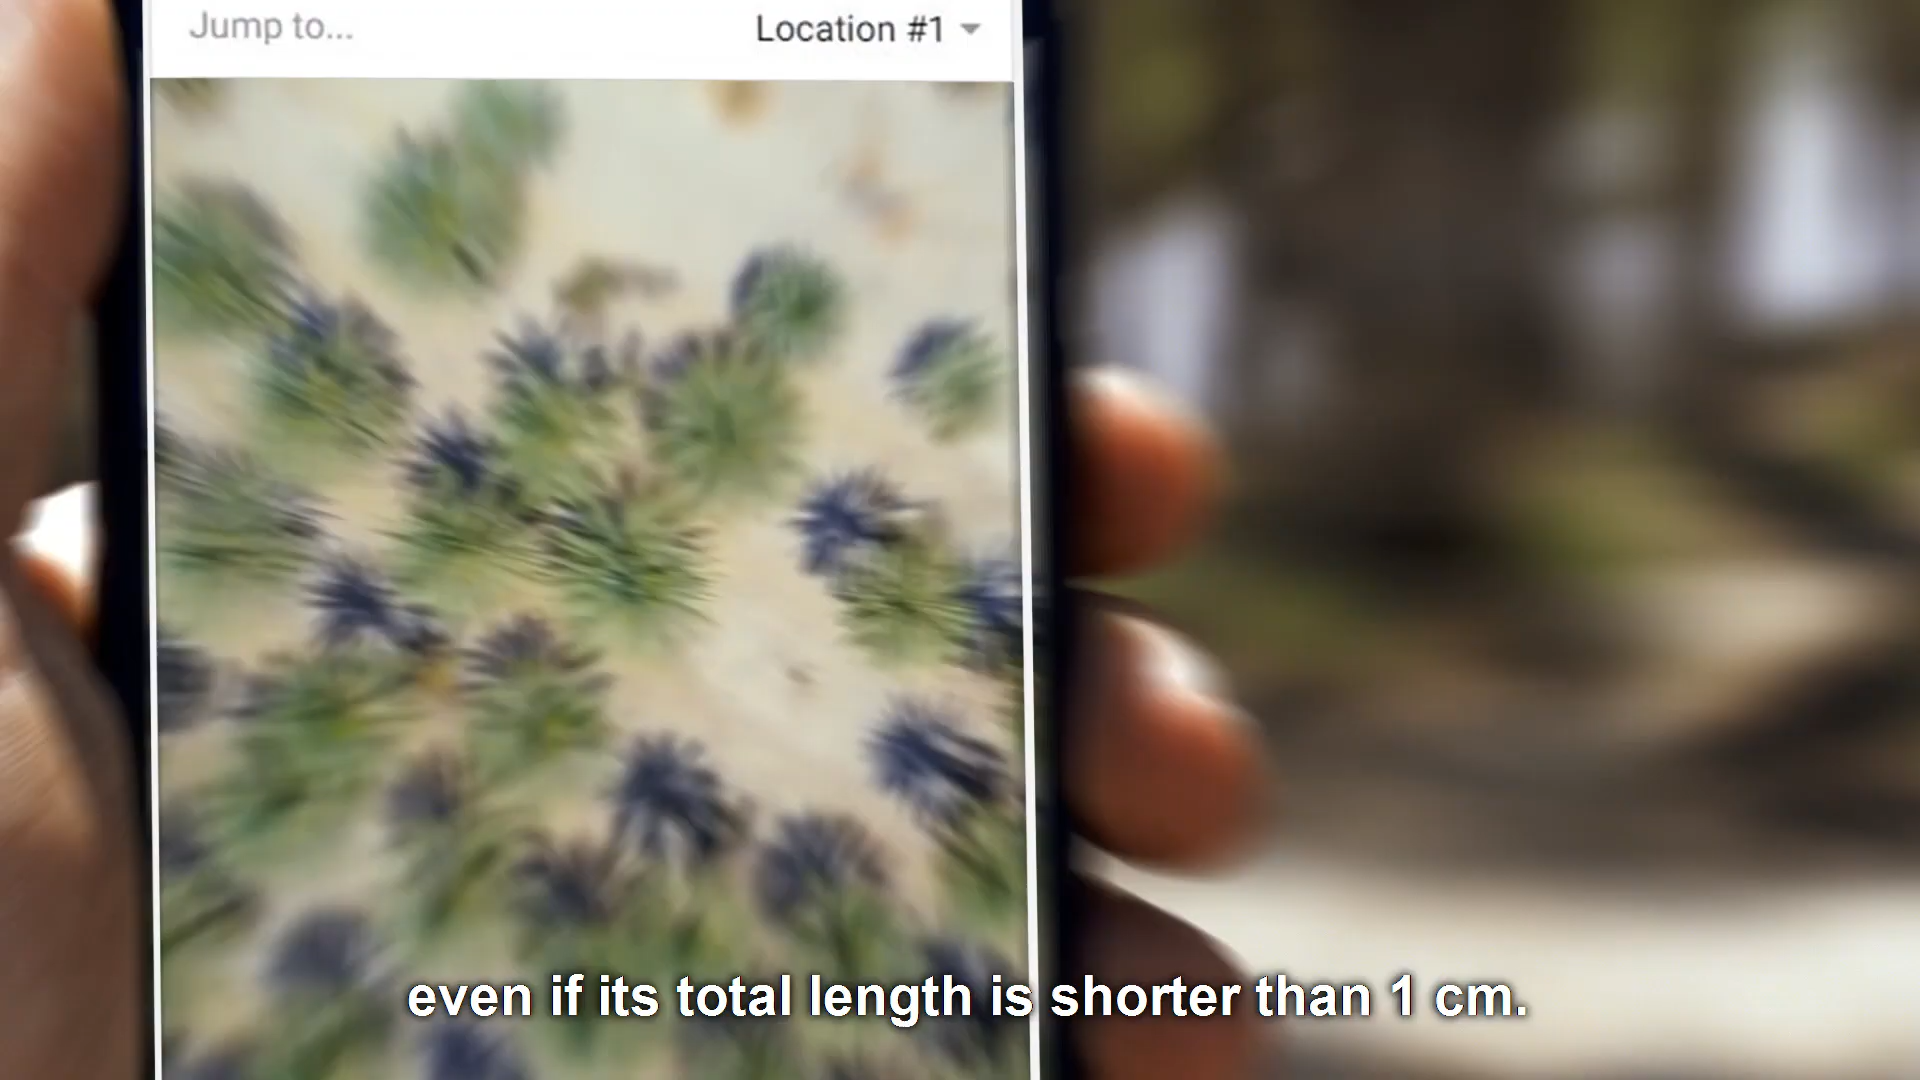 Jump to...
Location #1
even if its total length is shorter than 1 cm.